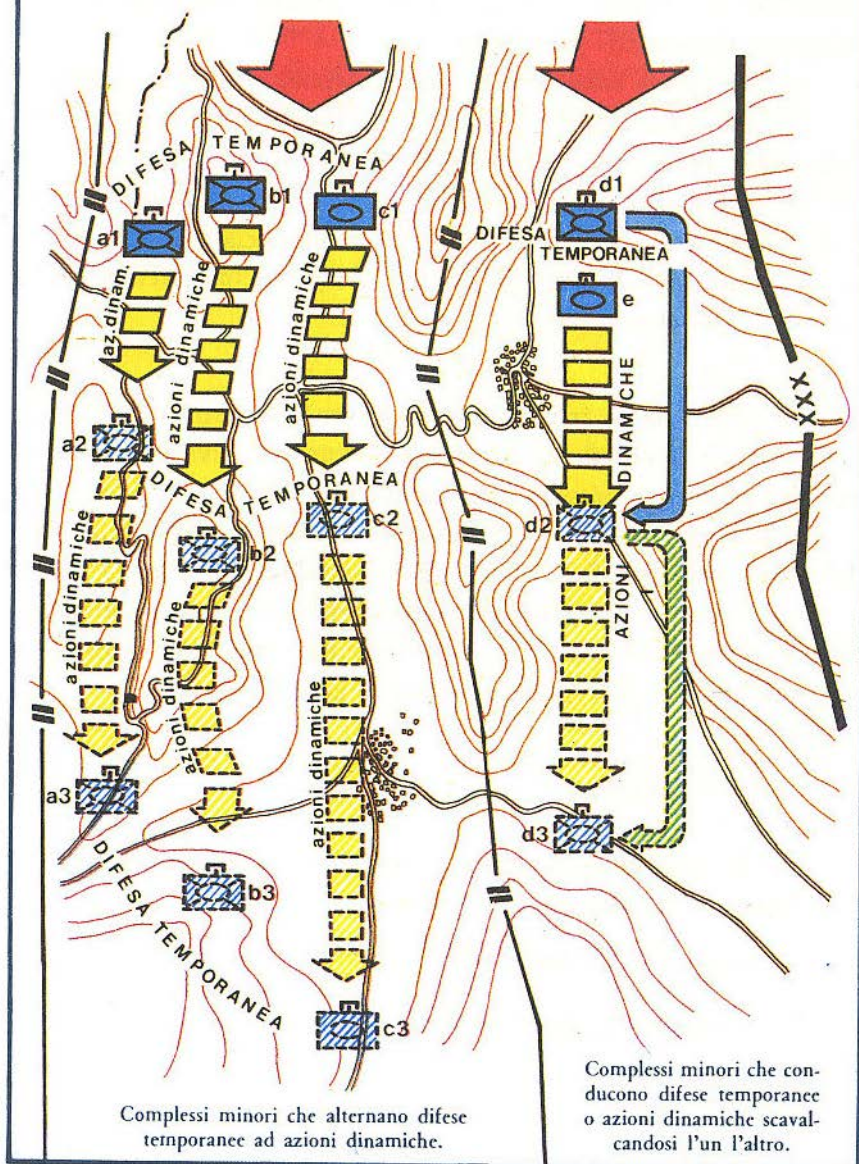 DIFESA TEMPORANEA
b1
d1
a1
c1
DIFESA
TEMPORANEA
az.dinam.
azioni dinamiche
azioni dinamiche
e
DINAMICHE
XXX
a2
DIFESA TEMPORANEA
c2
d2
b2
azioni dinamiche
azioni dinamiche
AZIONI
azioni dinamiche
a3
d3
DIFESA TEMPORANEA
b3
c3
Complessi minori che alternano difese
temporanee ad azioni dinamiche.
Complessi minori che con-
ducono difese temporanee
o azioni dinamiche scaval-
candosi l'un l'altro.